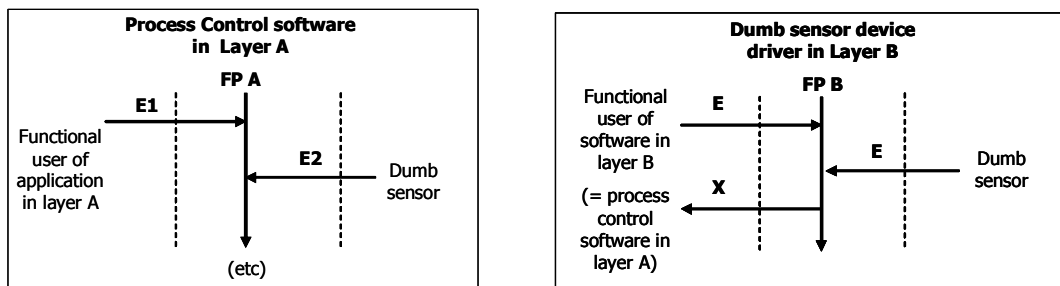 Process Control software
in Layer A
FP A
E1
Functional
user of
application
in layer A
E2
Dumb
sensor
(etc)
Dumb sensor device
driver in Layer B
FP B
Functional
user of
software in
layer B
E
E
Dumb
sensor
X
(= process
control
software in
layer A)